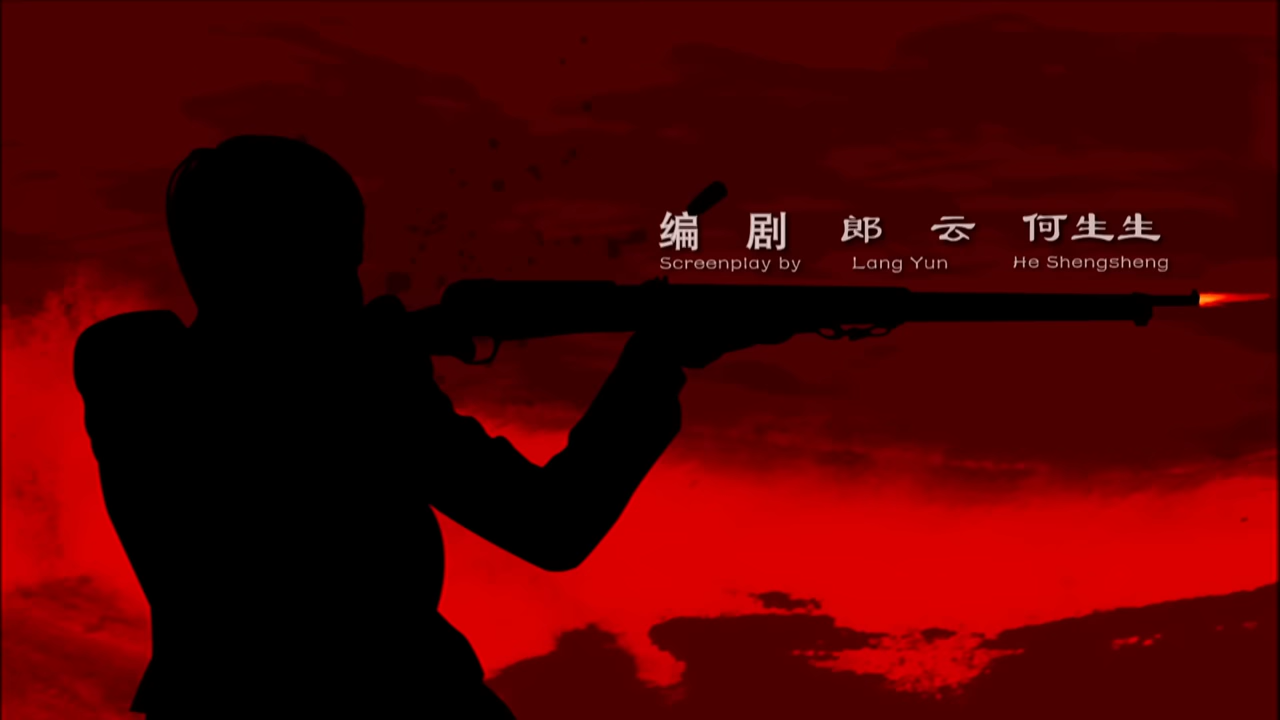 编 剧 郎 云 何生生
Screenplay by Lang Yun He Shengsheng